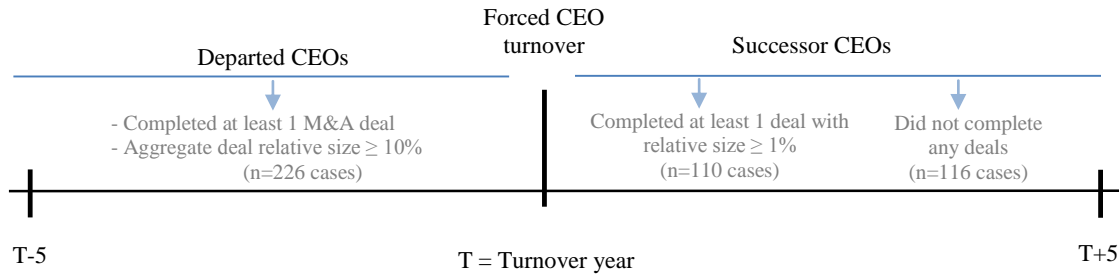 Forced CEO
turnover
Departed CEOs
Successor CEOs
- Completed at least 1 M&A deal
- Aggregate deal relative size ≥ 10%
(n=226 cases)
Completed at least 1 deal with
relative size ≥ 1%
(n=110 cases)
Did not complete
any deals
(n=116 cases)
T-5
T = Turnover year
T+5